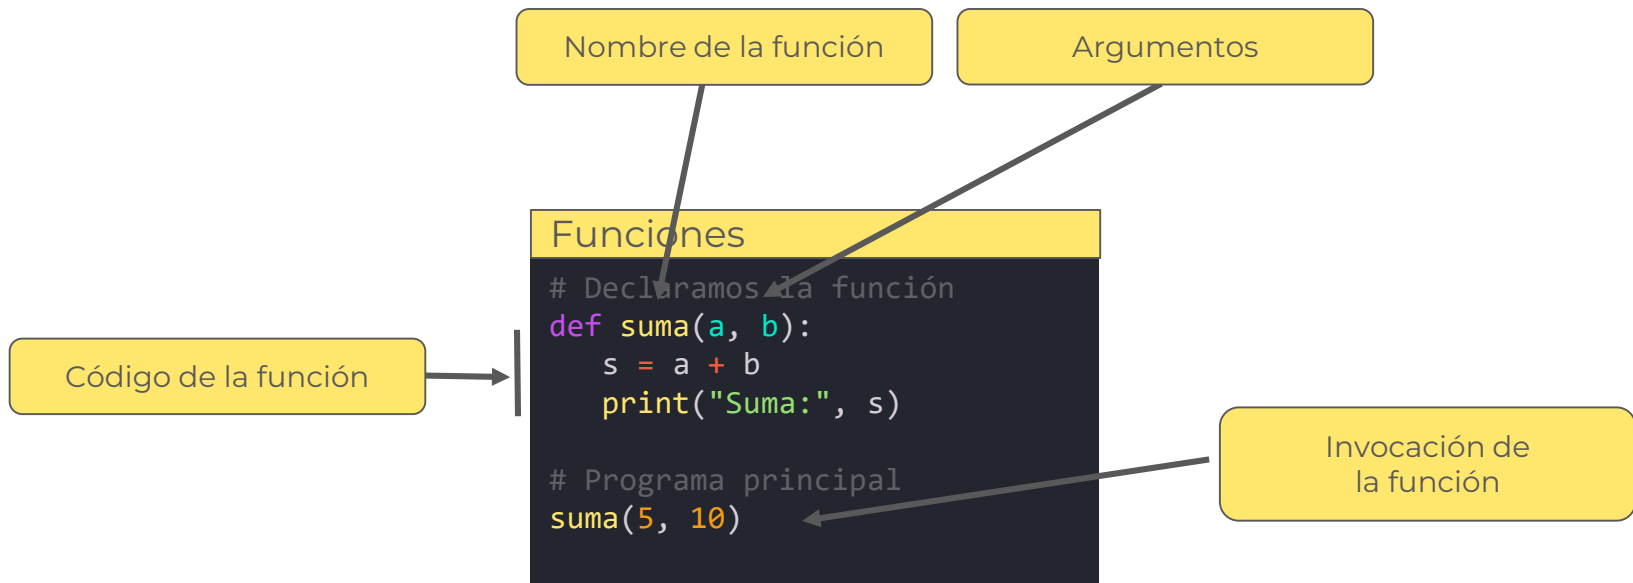 Nombre de la función
Argumentos
Funciones
# Declaramos la función
def suma(a, b):
   s = a + b
   print("Suma:", s)
Código de la función
# Programa principal
suma(5, 10)
Invocación de
la función